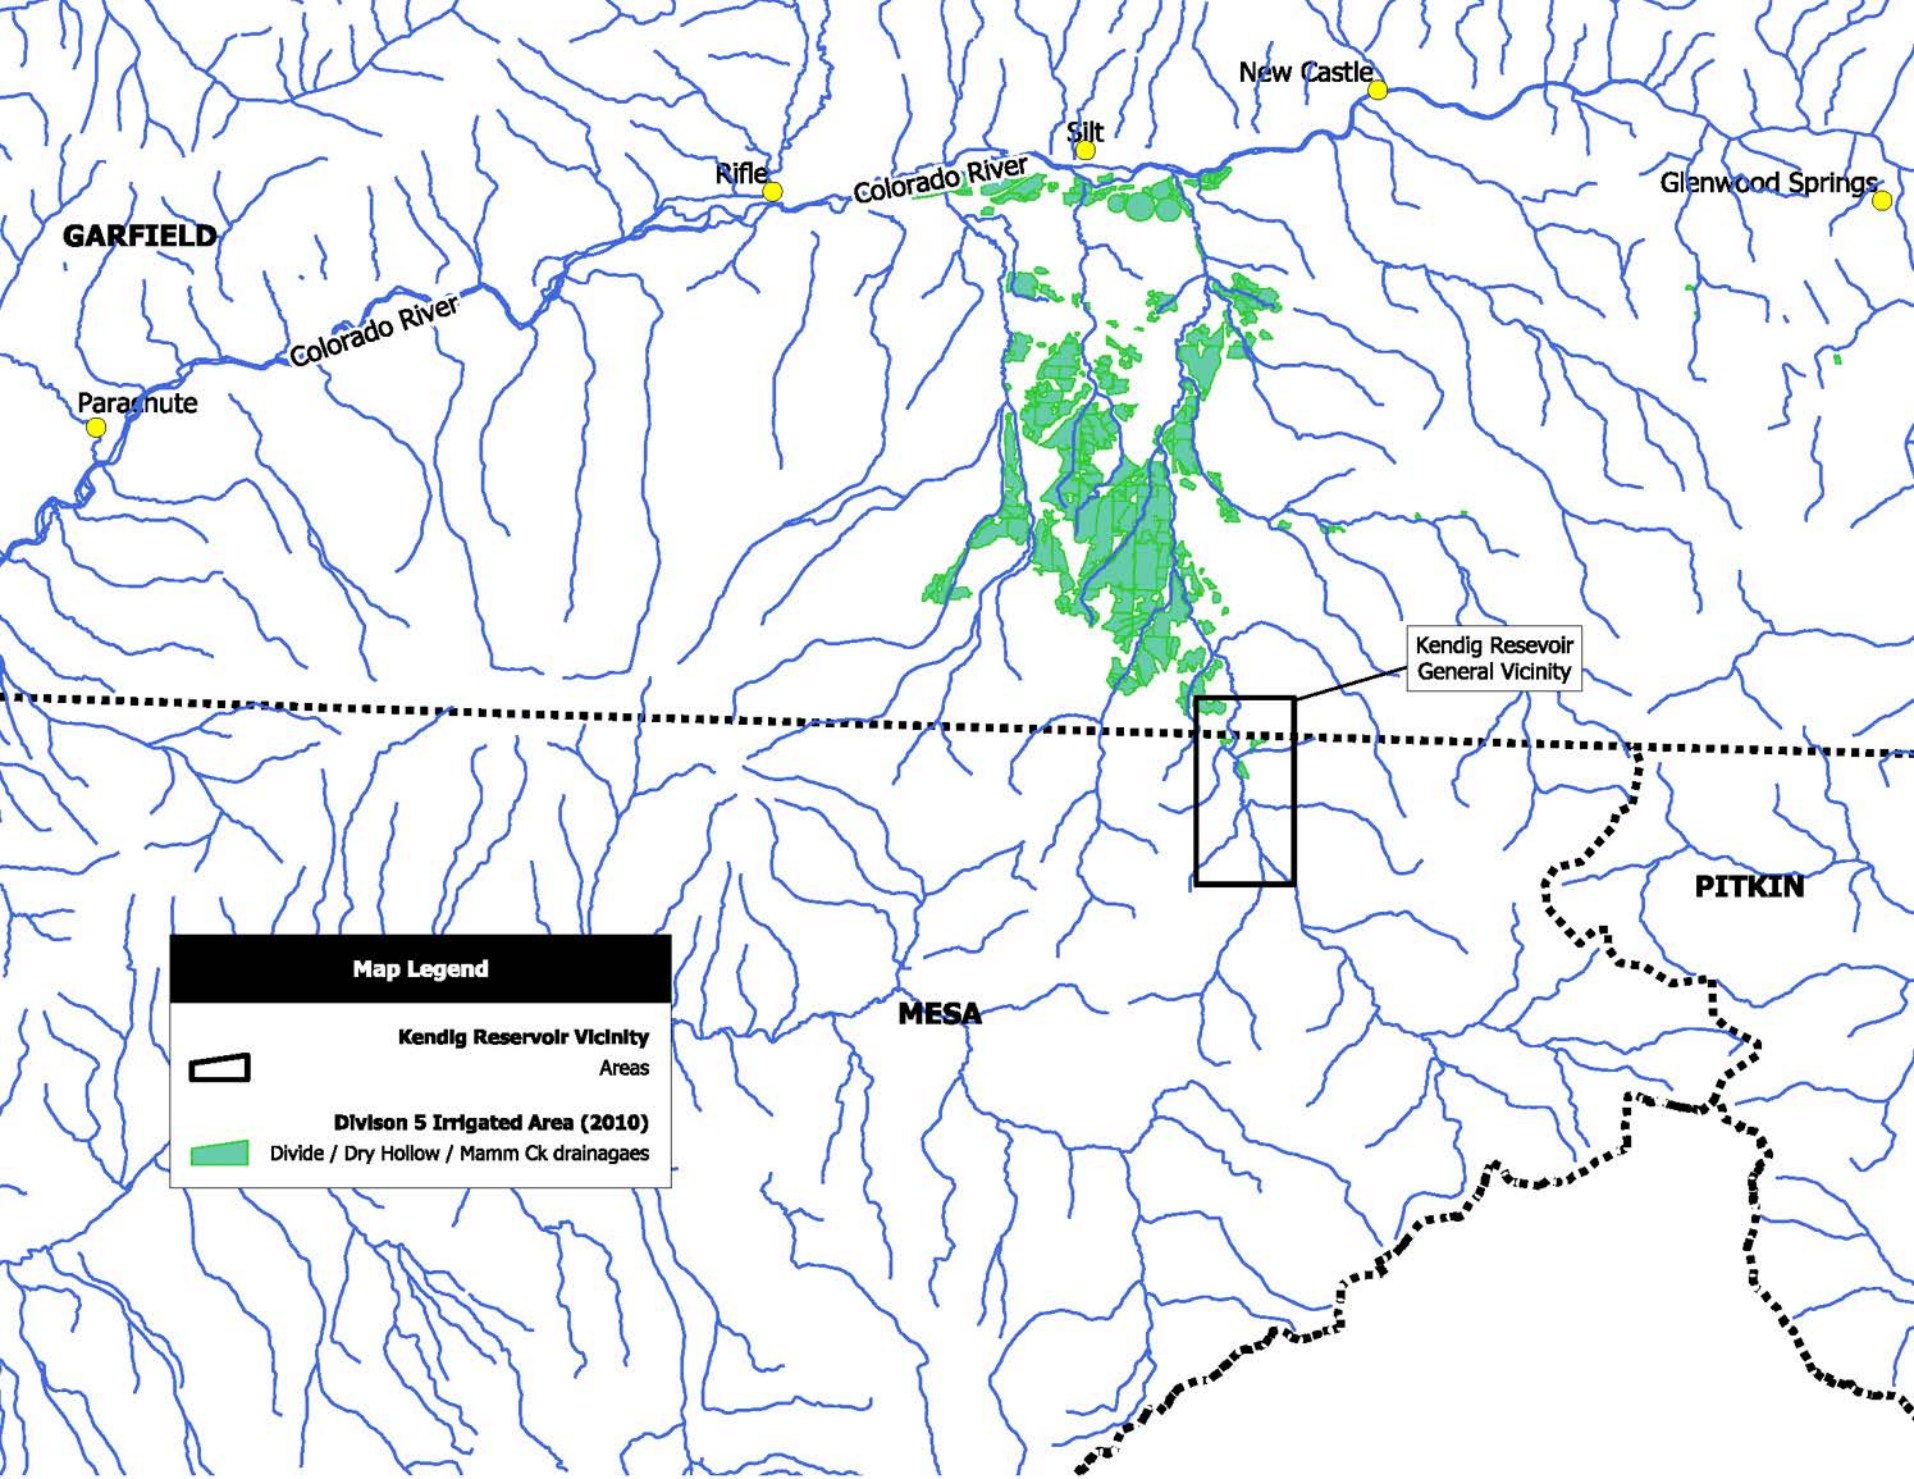 New Castle
Silt
Rifle
Colorado River
Glenwood Springs
GARFIELD
Colorado River
Parachute
Kendig Resevoir
General Vicinity
PITKIN
MESA
Map Legend
Kendig Reservoir Vicinity
Areas
Divison 5 Irrigated Area (2010)
Divide / Dry Hollow / Mamm Ck drainagaes